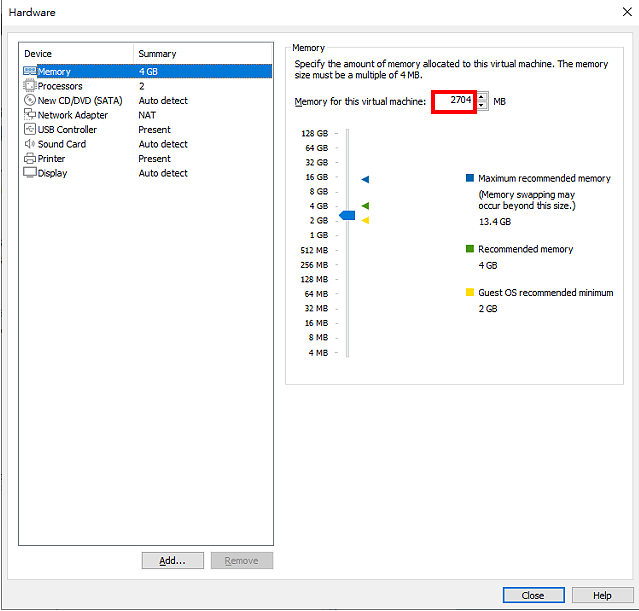 Hardware
Device Summary
Memory 4 GB
Processors 2
New CD/DVD (SATA) Auto detect
Network Adapter NAT
USB Controller Present
Sound Card Auto detect
Printer Present
Display Auto detect
Add...
Remove
Memory
Specify the amount of memory allocated to this virtual machine. The memory
size must be a multiple of 4 MB.
Memory for this virtual machine: 2704 MB
128 GB
64 GB
32 GB
16 GB
8 GB
4 GB
2 GB
1 GB
512 MB
256 MB
128 MB
64 MB
32 MB
16 MB
8 MB
4 MB
Maximum recommended memory
(Memory swapping may
occur beyond this size.)
13.4 GB
Recommended memory
4 GB
Guest OS recommended minimum
2 GB
Close
Help